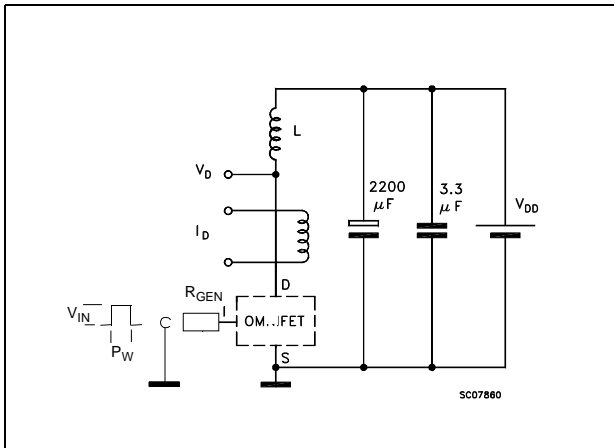 L
V_D
2200
μF
3.3
μF
V_DD
I_D
D
R_GEN
V_IN
I
P_W
S
SC07860